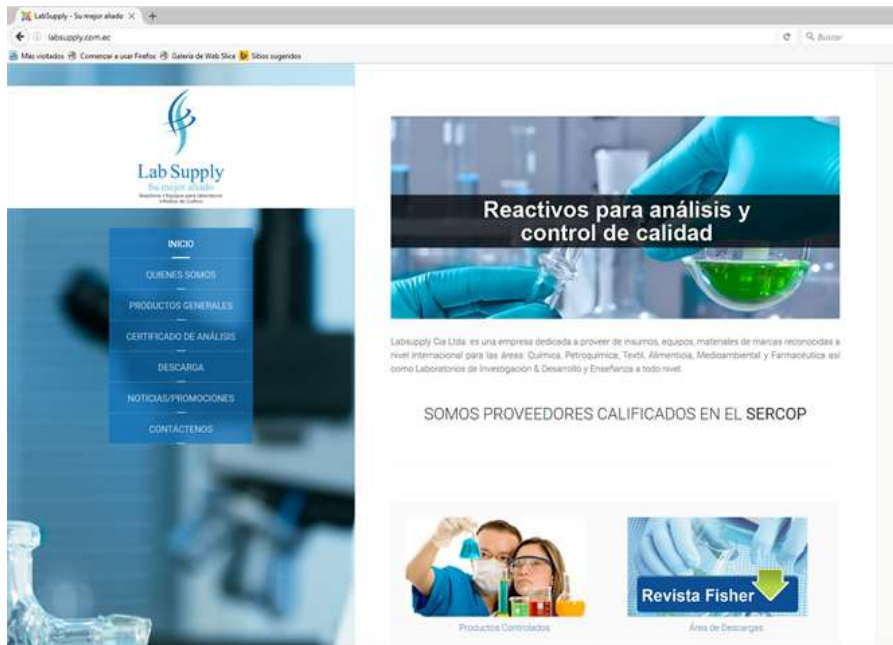 LabSupply - Su mejor aliado
labsupply.com.ec
Buscar
Más visitados Comenzar a usar Firefox Galería de Web Slice Sitios sugeridos
Lab Supply
Su mejor aliado
INICIO
QUIENES SOMOS
PRODUCTOS GENERALES
CERTIFICADO DE ANÁLISIS
DESCARGA
NOTICIAS/PROMOCIONES
CONTÁCTENOS
Reactivos para análisis y
control de calidad
Labsupply Cia Ltda. es una empresa dedicada a proveer de insumos, equipos, materiales de marcas reconocidas a
nivel internacional para las áreas: Química, Petroquímica, Textil, Alimenticia, Medioambiental y Farmacéutica así
como Laboratorios de Investigación & Desarrollo y Enseñanza a todo nivel.
SOMOS PROVEEDORES CALIFICADOS EN EL SERCOP
Productos Controlados
Revista Fisher
Área de Descargas